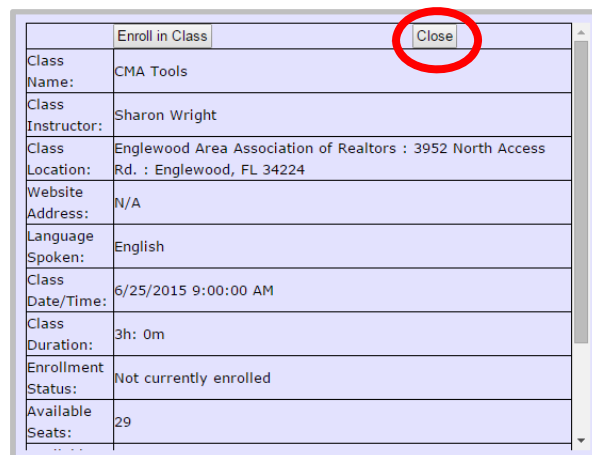 Enroll in Class Close
Class
Name:
CMA Tools
Class
Instructor:
Sharon Wright
Class
Location:
Englewood Area Association of Realtors : 3952 North Access
Rd. : Englewood, FL 34224
Website
Address:
N/A
Language
Spoken:
English
Class
Date/Time:
6/25/2015 9:00:00 AM
Class
Duration:
3h: 0m
Enrollment
Status:
Not currently enrolled
Available
Seats:
29